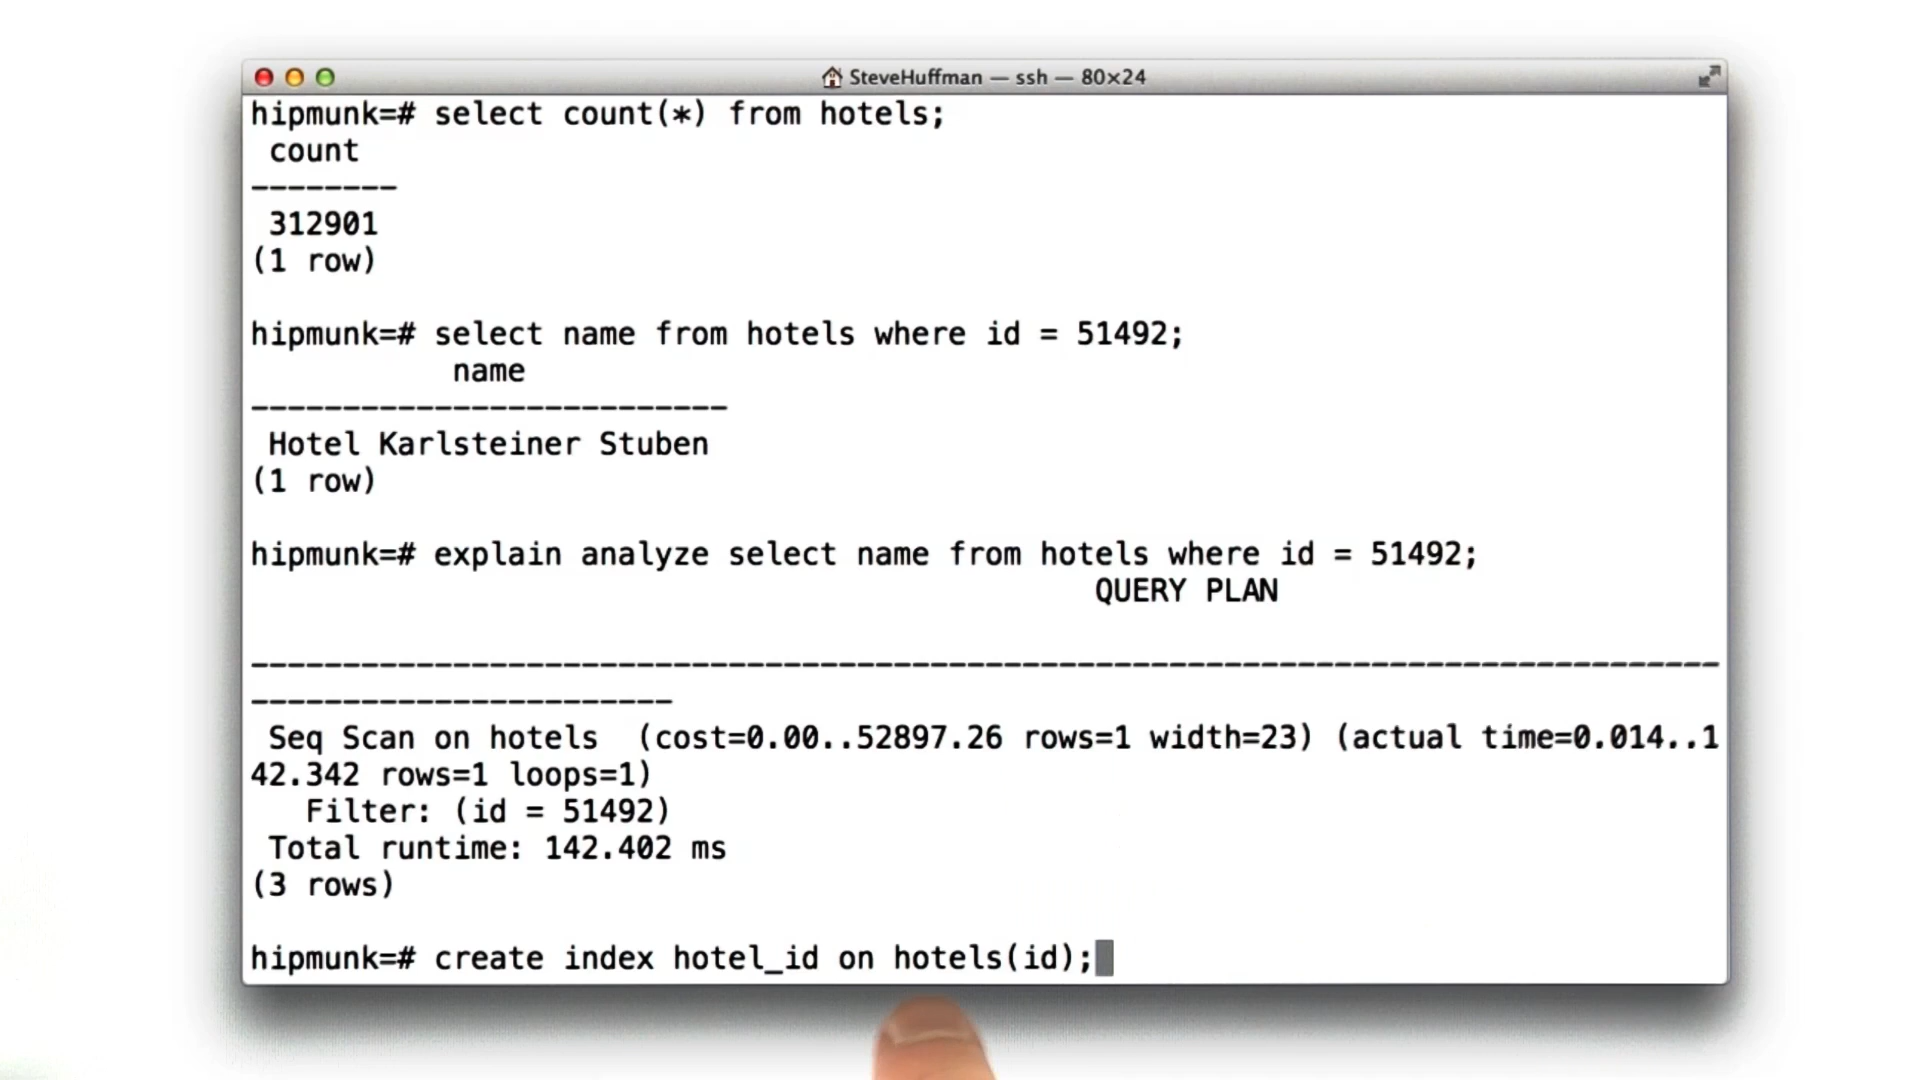 SteveHuffman — ssh — 80×24
hipmunk=# select count(*) from hotels;
count
--------
312901
(1 row)
hipmunk=# select name from hotels where id = 51492;
name
--------------------------
Hotel Karlsteiner Stuben
(1 row)
hipmunk=# explain analyze select name from hotels where id = 51492;
QUERY PLAN
--------------------------------------------------------------------------------
-----------------------
Seq Scan on hotels  (cost=0.00..52897.26 rows=1 width=23) (actual time=0.014..1
42.342 rows=1 loops=1)
Filter: (id = 51492)
Total runtime: 142.402 ms
(3 rows)
hipmunk=# create index hotel_id on hotels(id);